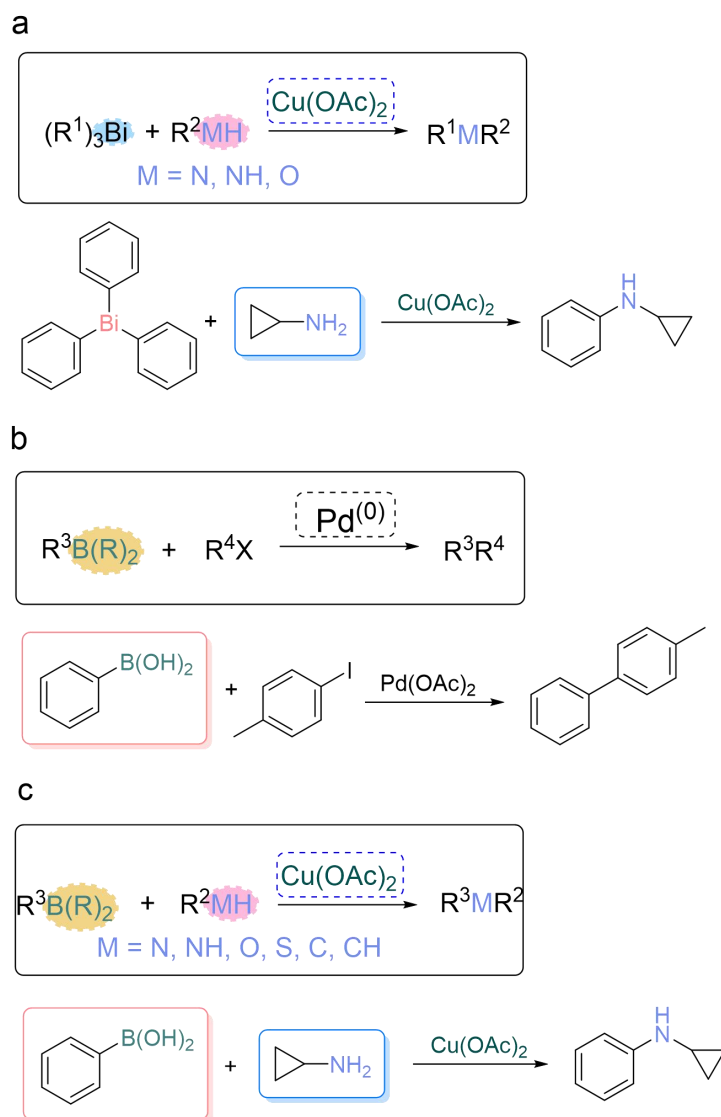 a
(R¹)₃Bi + R²MH Cu(OAc)₂ R¹MR²
M = N, NH, O
Bi + NH₂ Cu(OAc)₂ H
N
b
R³B(R)₂ + R⁴X Pd⁽⁰⁾ R³R⁴
B(OH)₂ + I Pd(OAc)₂
c
R³B(R)₂ + R²MH Cu(OAc)₂ R³MR²
M = N, NH, O, S, C, CH
B(OH)₂ + NH₂ Cu(OAc)₂ H
N